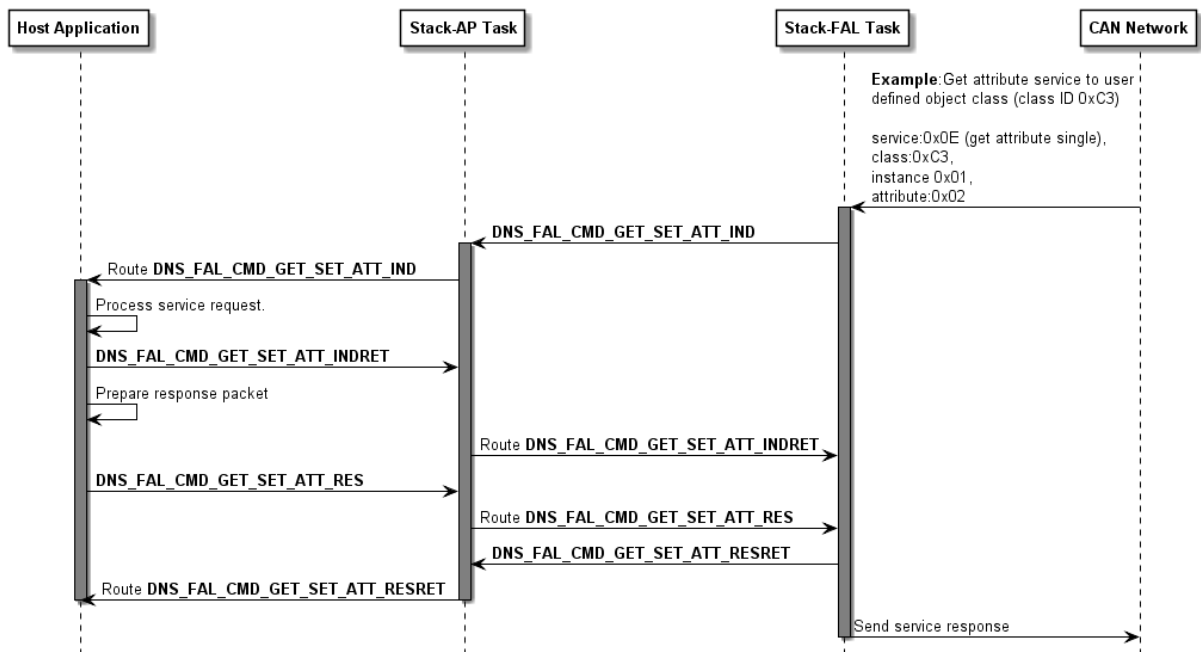 Host Application
Stack-AP Task
Stack-FAL Task
CAN Network
Example:Get attribute service to user
defined object class (class ID 0xC3)
service:0x0E (get attribute single),
class:0xC3,
instance 0x01,
attribute:0x02
DNS_FAL_CMD_GET_SET_ATT_IND
Route DNS_FAL_CMD_GET_SET_ATT_IND
Process service request.
DNS_FAL_CMD_GET_SET_ATT_INDRET
Prepare response packet
Route DNS_FAL_CMD_GET_SET_ATT_INDRET
DNS_FAL_CMD_GET_SET_ATT_RES
Route DNS_FAL_CMD_GET_SET_ATT_RES
DNS_FAL_CMD_GET_SET_ATT_RESRET
Route DNS_FAL_CMD_GET_SET_ATT_RESRET
Send service response